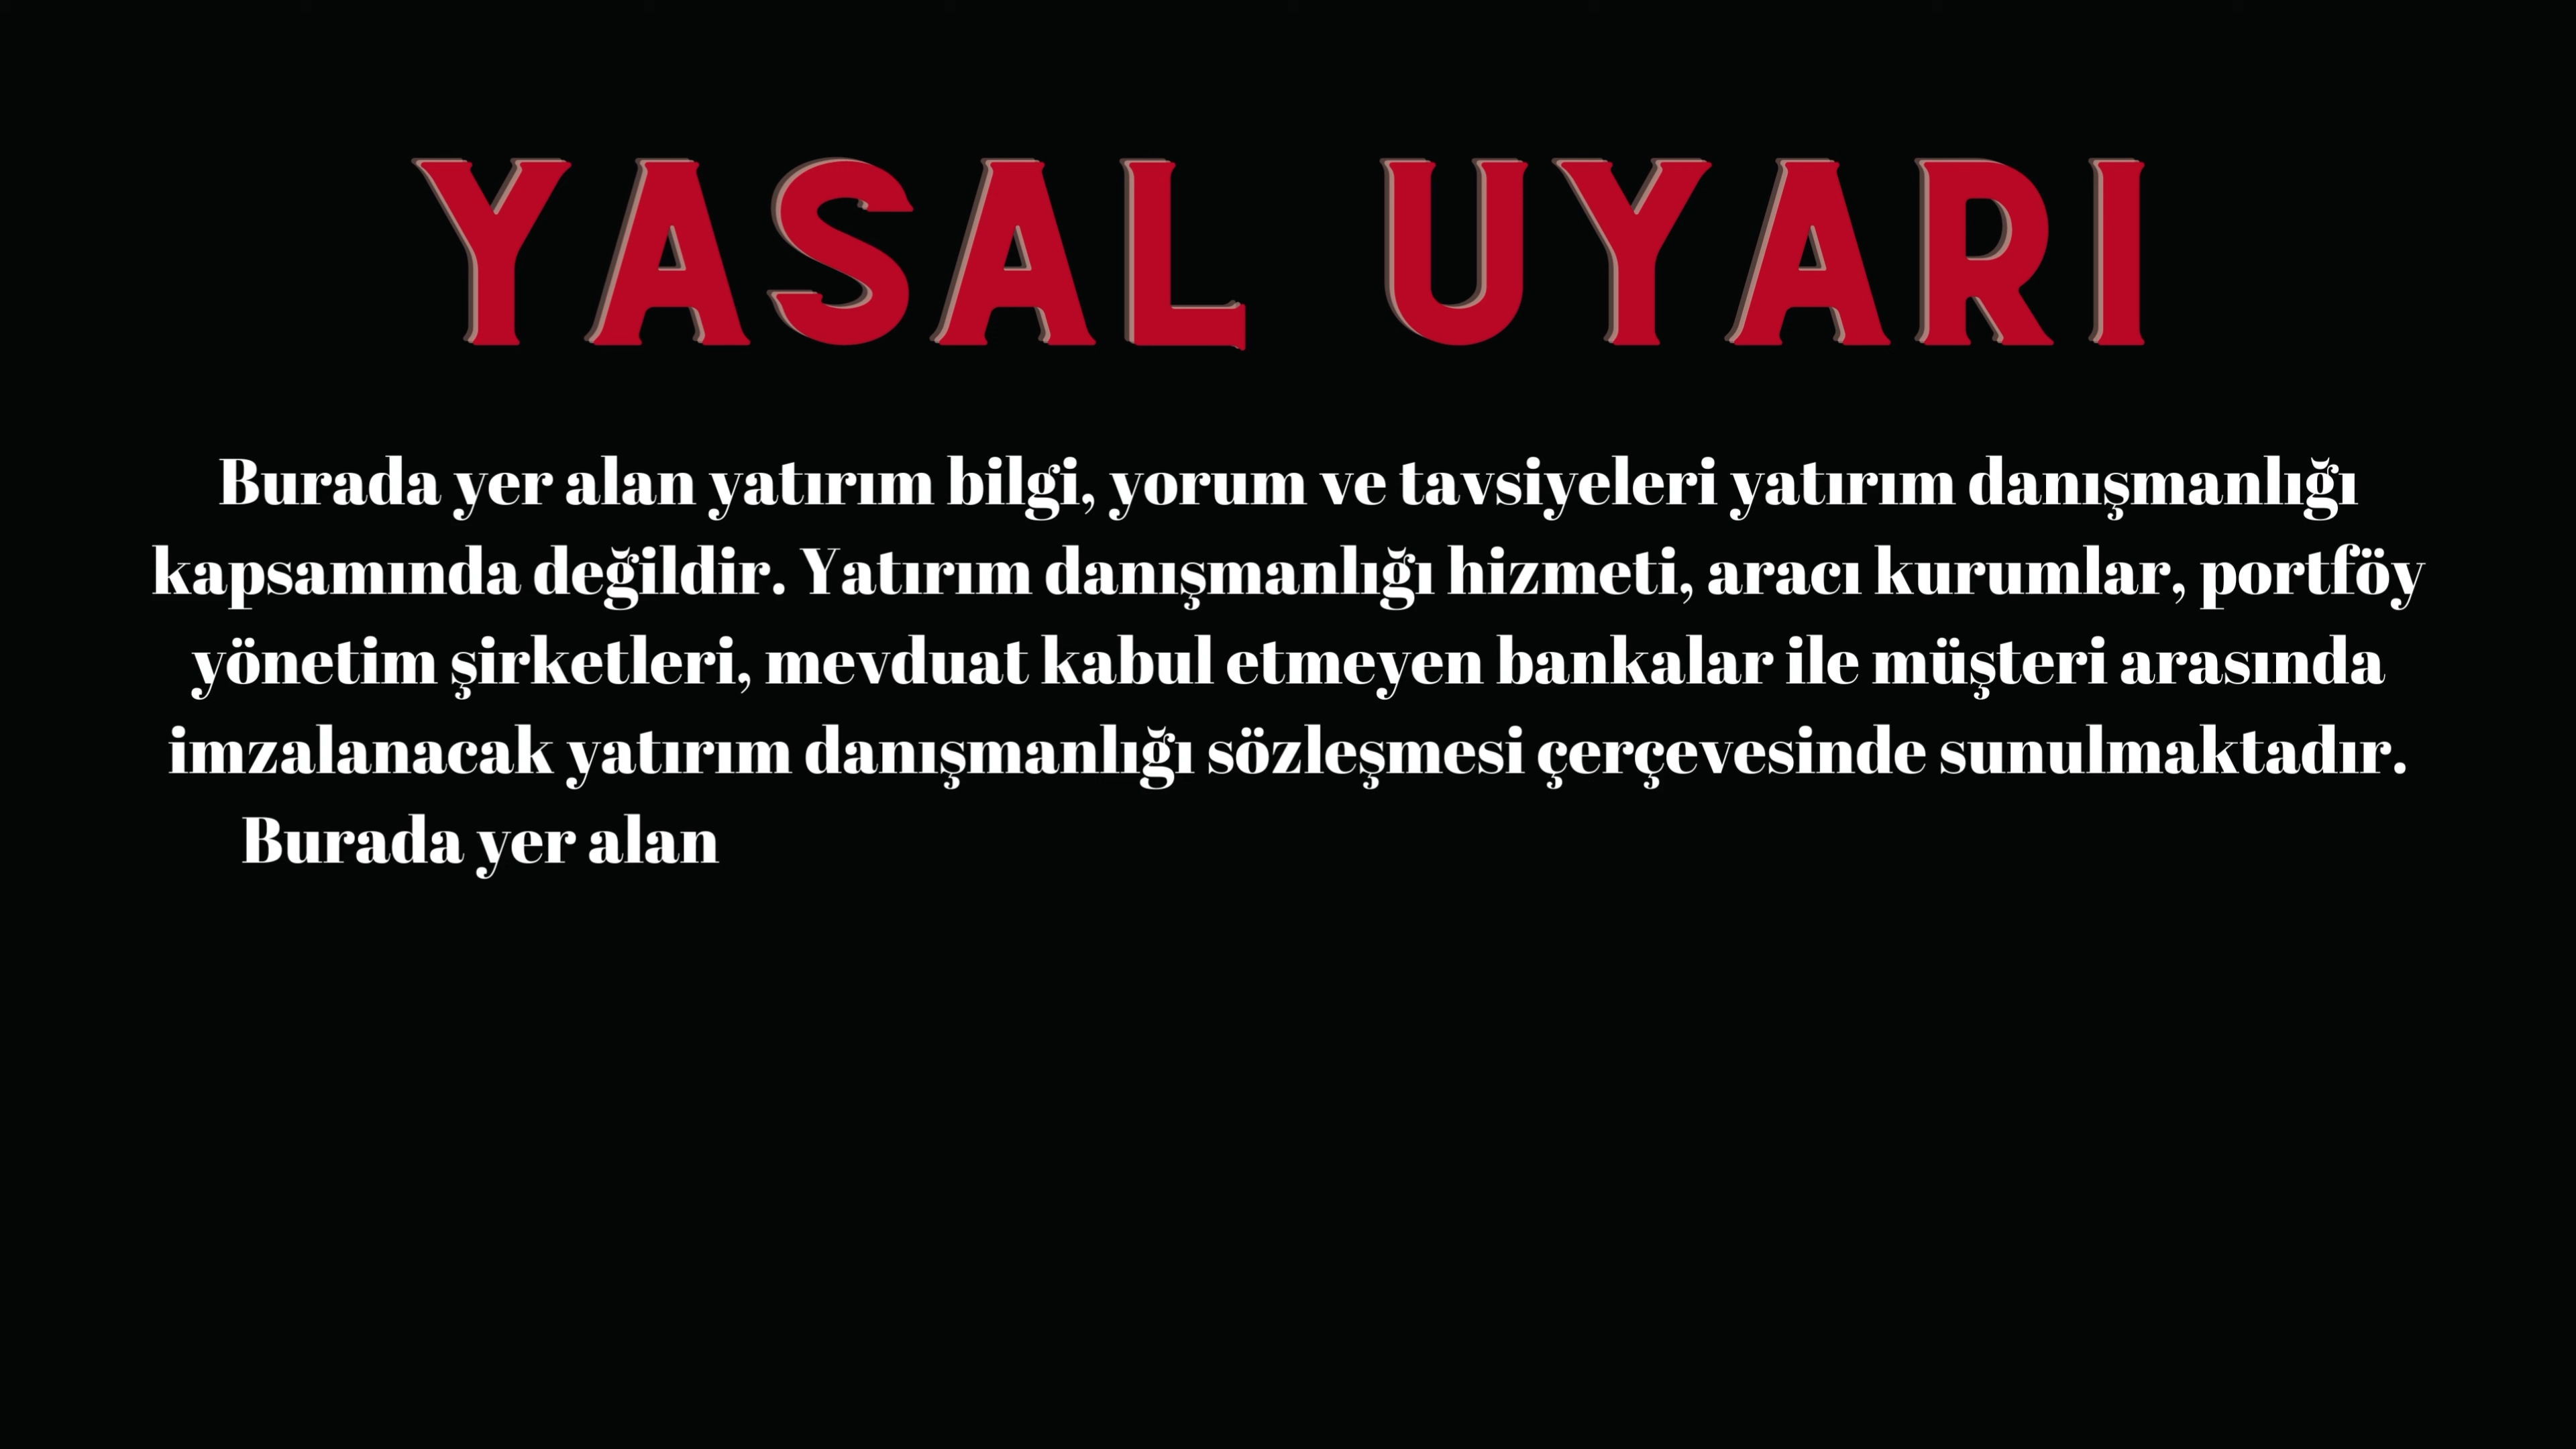 YASAL UYARI
Burada yer alan yatırım bilgi, yorum ve tavsiyeleri yatırım danışmanlığı
kapsamında değildir. Yatırım danışmanlığı hizmeti, aracı kurumlar, portföy
yönetim şirketleri, mevduat kabul etmeyen bankalar ile müşteri arasında
imzalanacak yatırım danışmanlığı sözleşmesi çerçevesinde sunulmaktadır.
Burada yer alan